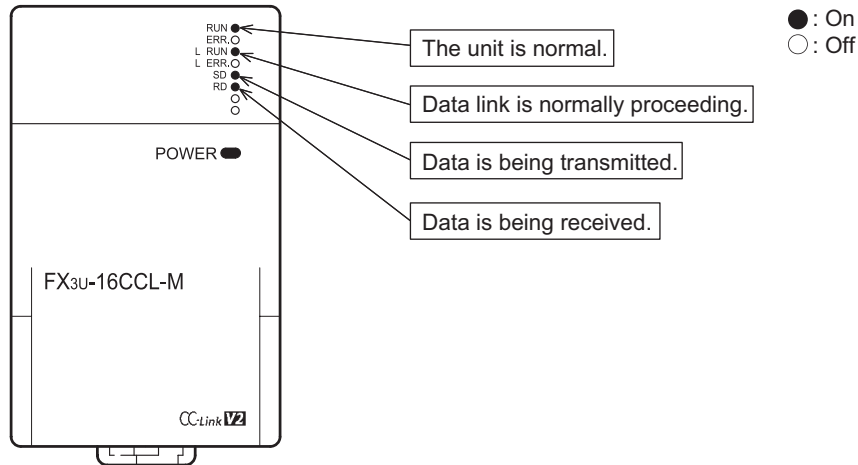 RUN
ERR.
L RUN
L ERR.
SD
RD
POWER
FX3U-16CCL-M
CC-Link V2
The unit is normal.
Data link is normally proceeding.
Data is being transmitted.
Data is being received.
: On
: Off